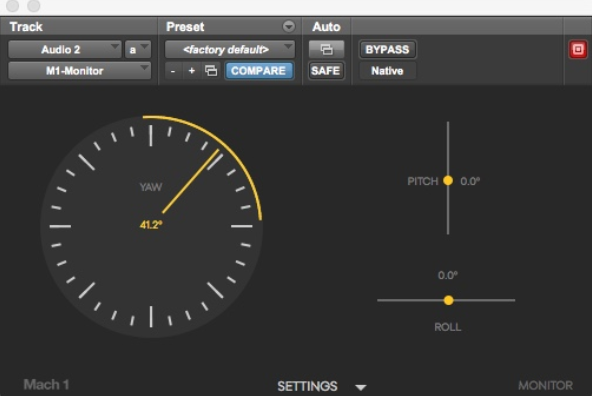 Track Preset Auto
Audio 2 a <factory default> BYPASS
M1-Monitor - + COMPARE SAFE Native
YAW
41.2°
PITCH 0.0°
0.0°
ROLL
Mach 1 SETTINGS MONITOR